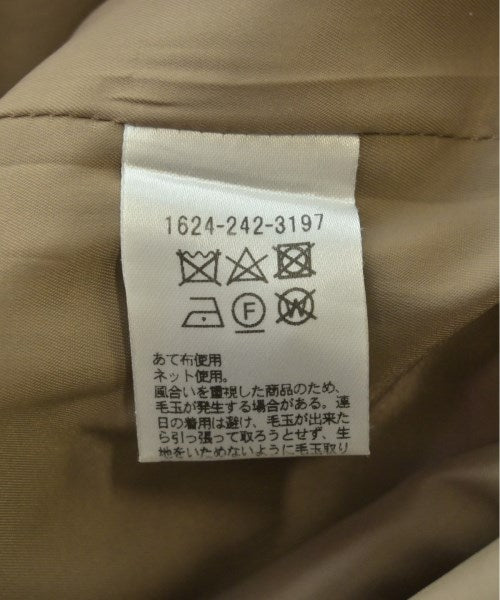 1624-242-3197
F W
あて布使用
ネット使用。
風合いを重視した商品のため、
毛玉が発生する場合がある。連
日の着用は避け、毛玉が出来た
ら引っ張って取ろうとせず、生
地をいためないように毛玉取り